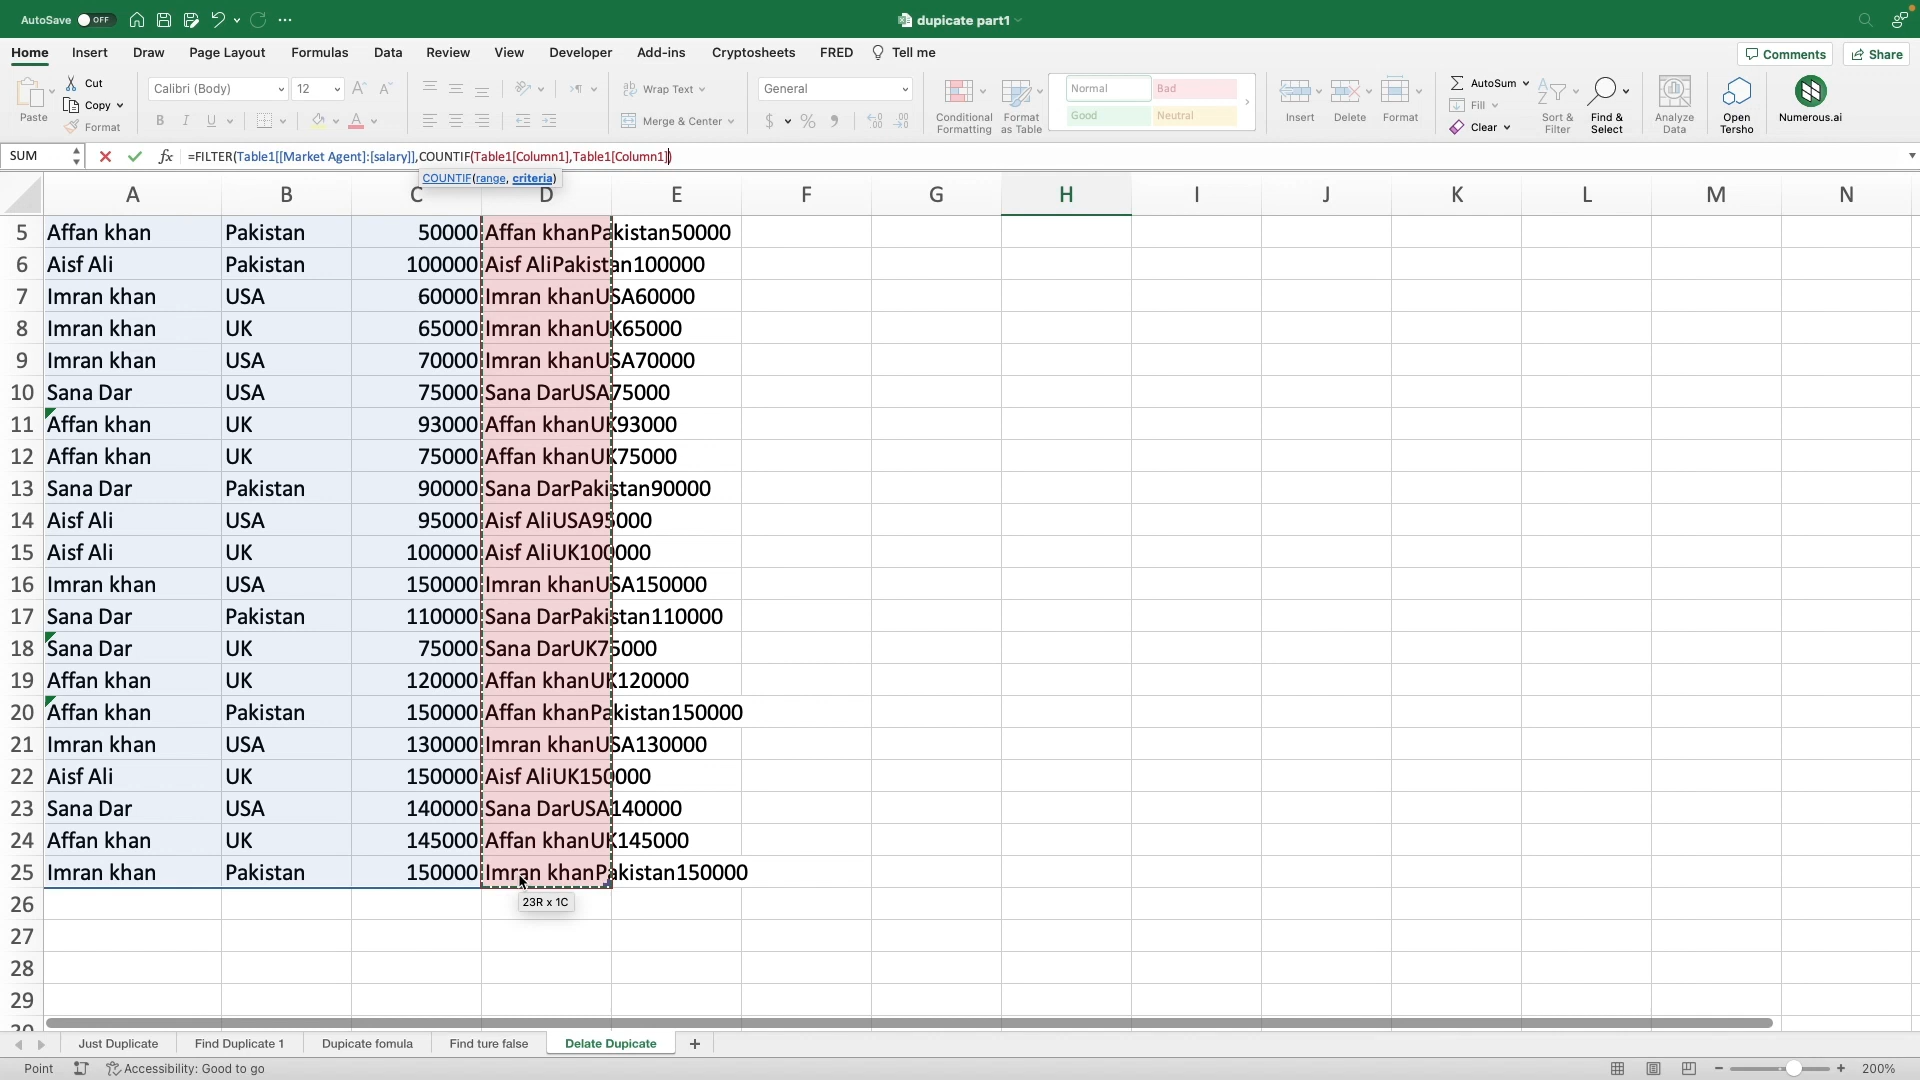 AutoSave OFF dupicate part1
Home Insert Draw Page Layout Formulas Data Review View Developer Add-ins Cryptosheets FRED Tell me Comments Share
Paste Cut Copy Format
Calibri (Body) 12
B I U A
Wrap Text
Merge & Center
General
$ %
Conditional Formatting
Format as Table
Normal Bad
Good Neutral
Insert Delete Format
AutoSum
Fill
Clear
Sort & Filter
Find & Select
Analyze Data
Open Tersho
Numerous.ai
SUM fx =FILTER(Table1[[Market Agent]:[salary]],COUNTIF(Table1[Column1],Table1[Column1])
COUNTIF(range, criteria)
A B C D E F G H I J K L M N
5 Affan khan Pakistan 50000 Affan khanPakistan50000
6 Aisf Ali Pakistan 100000 Aisf AliPakistan100000
7 Imran khan USA 60000 Imran khanUSA60000
8 Imran khan UK 65000 Imran khanUK65000
9 Imran khan USA 70000 Imran khanUSA70000
10 Sana Dar USA 75000 Sana DarUSA75000
11 Affan khan UK 93000 Affan khanUK93000
12 Affan khan UK 75000 Affan khanUK75000
13 Sana Dar Pakistan 90000 Sana DarPakistan90000
14 Aisf Ali USA 95000 Aisf AliUSA95000
15 Aisf Ali UK 100000 Aisf AliUK100000
16 Imran khan USA 150000 Imran khanUSA150000
17 Sana Dar Pakistan 110000 Sana DarPakistan110000
18 Sana Dar UK 75000 Sana DarUK75000
19 Affan khan UK 120000 Affan khanUK120000
20 Affan khan Pakistan 150000 Affan khanPakistan150000
21 Imran khan USA 130000 Imran khanUSA130000
22 Aisf Ali UK 150000 Aisf AliUK150000
23 Sana Dar USA 140000 Sana DarUSA140000
24 Affan khan UK 145000 Affan khanUK145000
25 Imran khan Pakistan 150000 Imran khanPakistan150000
23R x 1C
26
27
28
29
Just Duplicate Find Duplicate 1 Dupicate fomula Find ture false Delate Dupicate
Point Accessibility: Good to go 200%